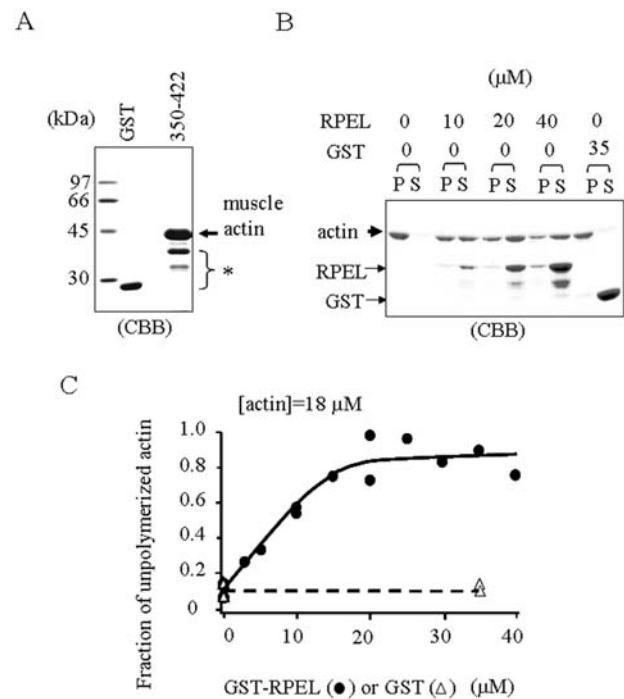 A
(kDa)
GST
350-422
97
66
45
30
muscle
actin
*
(CBB)
B
(μM)
RPEL 0 10 20 40 0
GST 0 0 0 0 35
P S P S P S P S P S
actin
RPEL
GST
(CBB)
C
[actin]=18 μM
Fraction of unpolymerized actin
1.0
0.8
0.6
0.4
0.2
0
0 10 20 30 40
GST-RPEL (●) or GST (△) (μM)